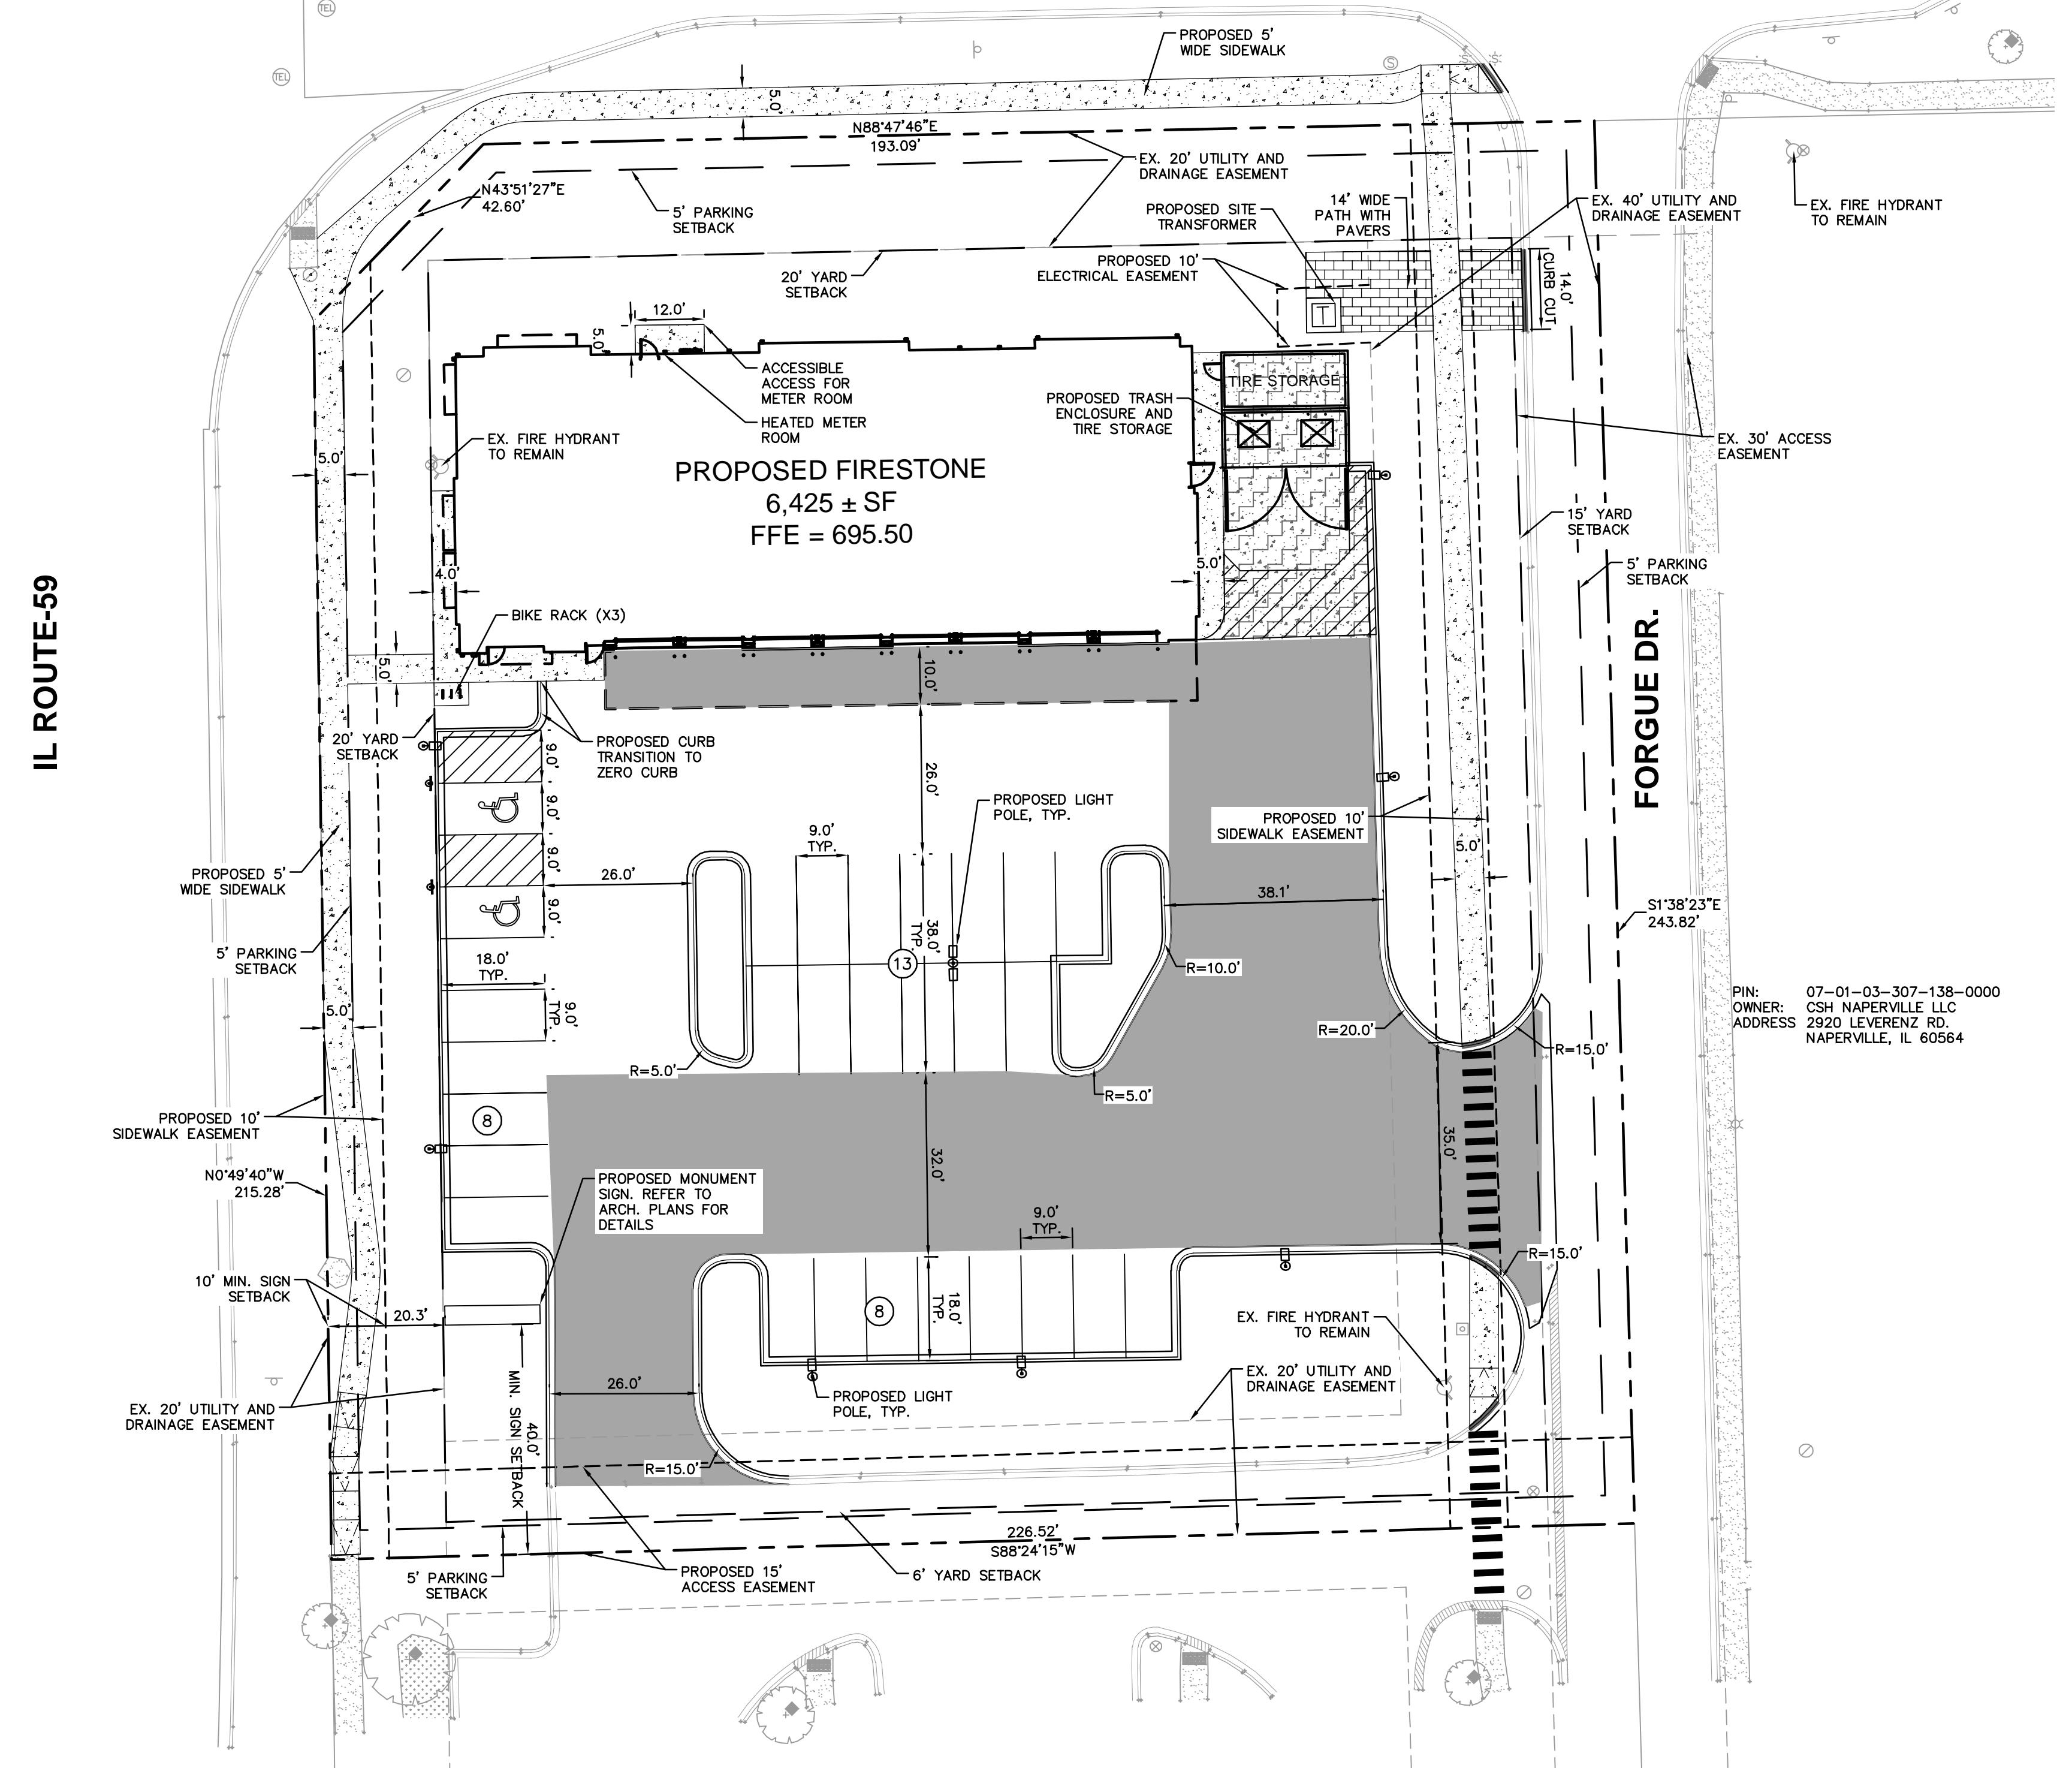 TEL
TEL
PROPOSED 5'
WIDE SIDEWALK
S
5.0'
N88°47'46"E
193.09'
EX. 20' UTILITY AND
DRAINAGE EASEMENT
N43°51'27"E
42.60'
5' PARKING
SETBACK
14' WIDE
PATH WITH
PAVERS
EX. 40' UTILITY AND
DRAINAGE EASEMENT
EX. FIRE HYDRANT
TO REMAIN
PROPOSED SITE
TRANSFORMER
20' YARD
SETBACK
PROPOSED 10'
ELECTRICAL EASEMENT
14.0'
CURB CUT
T
12.0'
5.0'
ACCESSIBLE
ACCESS FOR
METER ROOM
HEATED METER
ROOM
TIRE STORAGE
PROPOSED TRASH
ENCLOSURE AND
TIRE STORAGE
EX. FIRE HYDRANT
TO REMAIN
5.0'
EX. 30' ACCESS
EASEMENT
PROPOSED FIRESTONE
6,425 ± SF
FFE = 695.50
15' YARD
SETBACK
5' PARKING
SETBACK
4.0'
5.0'
BIKE RACK (X3)
IL ROUTE-59
FORGUE DR.
5.0'
10.0'
20' YARD
SETBACK
PROPOSED CURB
TRANSITION TO
ZERO CURB
9.0'
9.0'
9.0'
9.0'
26.0'
PROPOSED LIGHT
POLE, TYP.
9.0'
TYP.
PROPOSED 10'
SIDEWALK EASEMENT
5.0'
PROPOSED 5'
WIDE SIDEWALK
26.0'
38.1'
38.0'
TYP.
S1°38'23"E
243.82'
5' PARKING
SETBACK
18.0'
TYP.
13
R=10.0'
9.0'
TYP.
5.0'
PIN: 07-01-03-307-138-0000
OWNER: CSH NAPERVILLE LLC
ADDRESS 2920 LEVERENZ RD.
NAPERVILLE, IL 60564
R=20.0'
R=15.0'
R=5.0'
R=5.0'
PROPOSED 10'
SIDEWALK EASEMENT
8
35.0'
32.0'
N0°49'40"W
215.28'
PROPOSED MONUMENT
SIGN. REFER TO
ARCH. PLANS FOR
DETAILS
9.0'
TYP.
R=15.0'
10' MIN. SIGN
SETBACK
20.3'
18.0'
TYP.
8
EX. FIRE HYDRANT
TO REMAIN
EX. 20' UTILITY AND
DRAINAGE EASEMENT
26.0'
PROPOSED LIGHT
POLE, TYP.
EX. 20' UTILITY AND
DRAINAGE EASEMENT
40.0'
MIN. SIGN SETBACK
R=15.0'
226.52'
S88°24'15"W
5' PARKING
SETBACK
PROPOSED 15'
ACCESS EASEMENT
6' YARD SETBACK